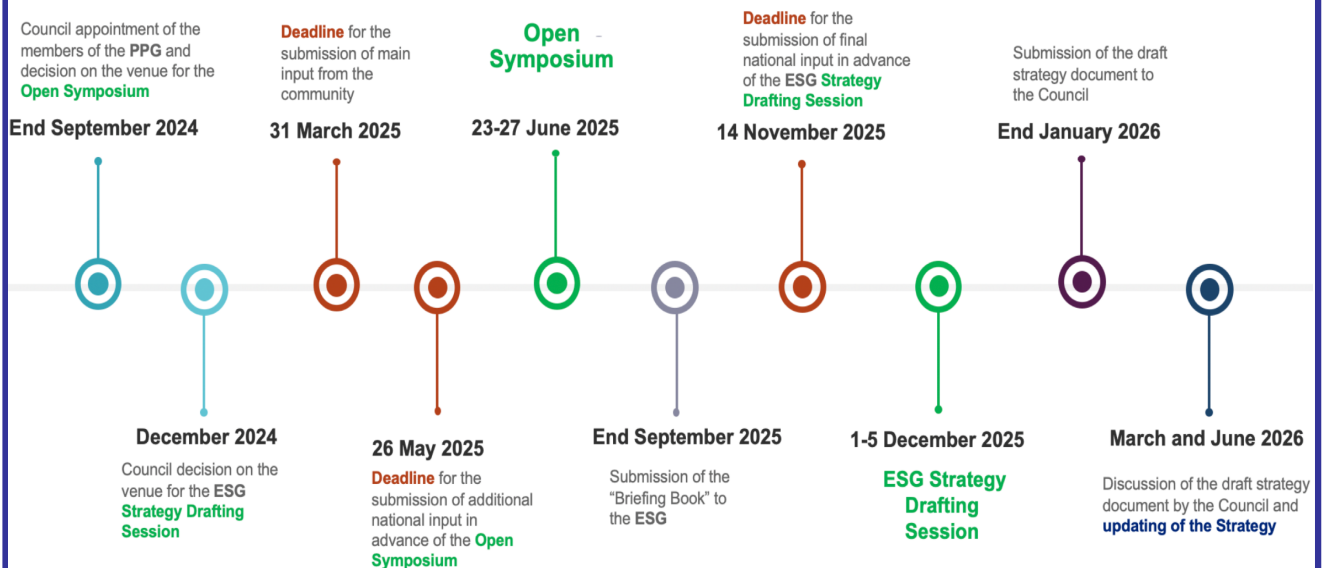 Council appointment of the
members of the PPG and
decision on the venue for the
Open Symposium
End September 2024
Deadline for the
submission of main
input from the
community
31 March 2025
Open
Symposium
23-27 June 2025
Deadline for the
submission of final
national input in advance
of the ESG Strategy
Drafting Session
14 November 2025
Submission of the draft
strategy document to
the Council
End January 2026
December 2024
Council decision on the
venue for the ESG
Strategy Drafting
Session
26 May 2025
Deadline for the
submission of additional
national input in
advance of the Open
Symposium
End September 2025
Submission of the
“Briefing Book” to
the ESG
1-5 December 2025
ESG Strategy
Drafting
Session
March and June 2026
Discussion of the draft strategy
document by the Council and
updating of the Strategy